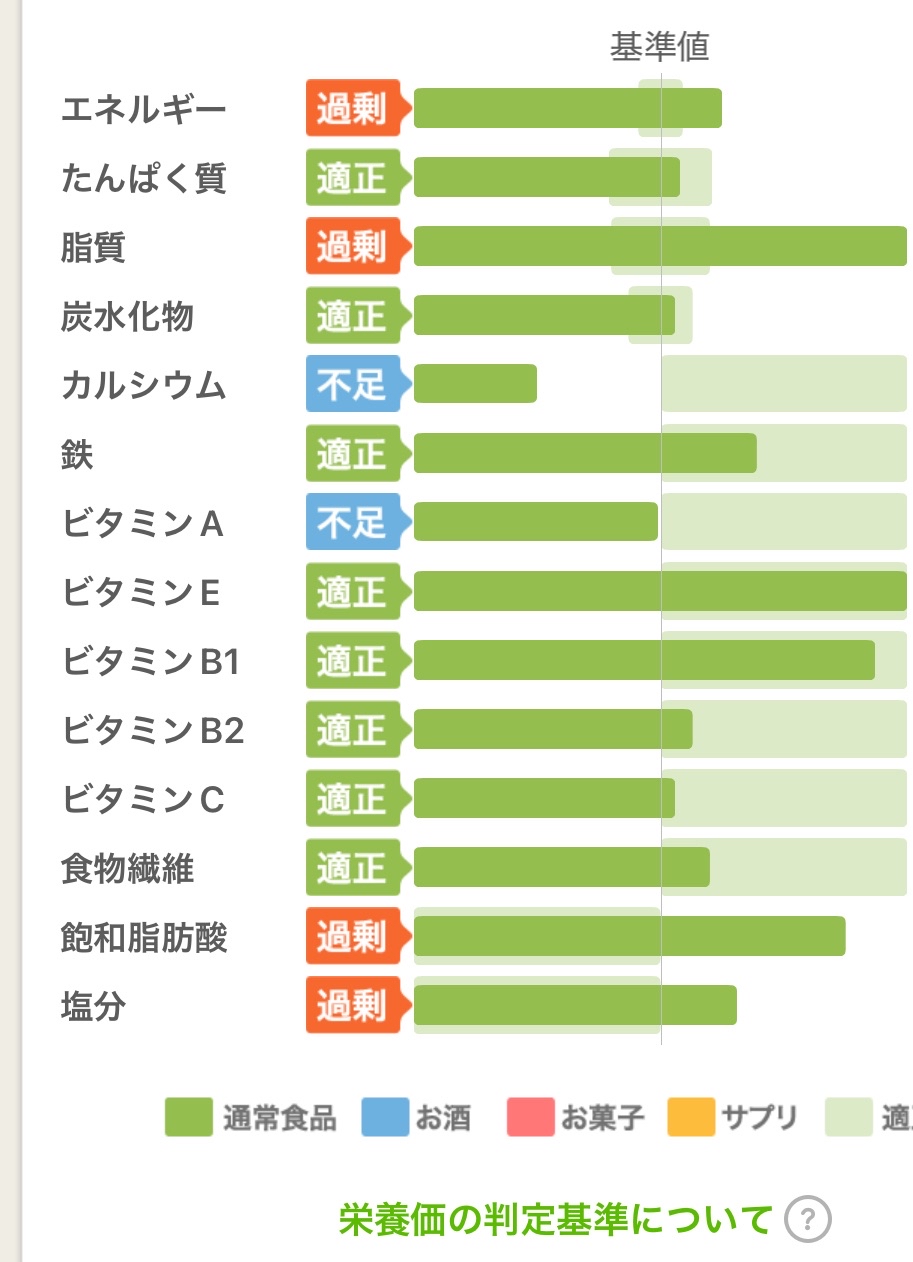 基準値
エネルギー 過剰
たんぱく質 適正
脂質 過剰
炭水化物 適正
カルシウム 不足
鉄 適正
ビタミンA 不足
ビタミンE 適正
ビタミンB1 適正
ビタミンB2 適正
ビタミンC 適正
食物繊維 適正
飽和脂肪酸 過剰
塩分 過剰
通常食品 お酒 お菓子 サプリ 適
栄養価の判定基準について ?